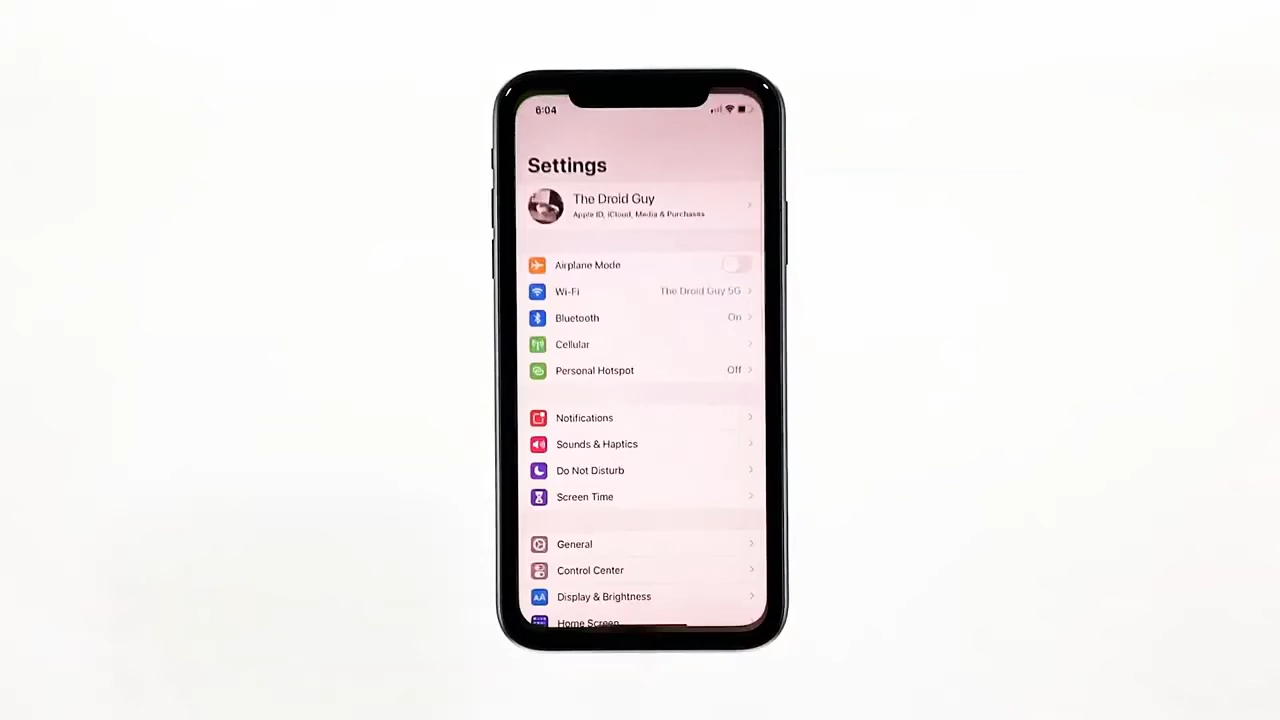 6:04
Settings
The Droid Guy
Apple ID, iCloud, Media & Purchases
Airplane Mode
Wi-Fi The Droid Guy 5G
Bluetooth On
Cellular
Personal Hotspot Off
Notifications
Sounds & Haptics
Do Not Disturb
Screen Time
General
Control Center
AA Display & Brightness
Home Screen